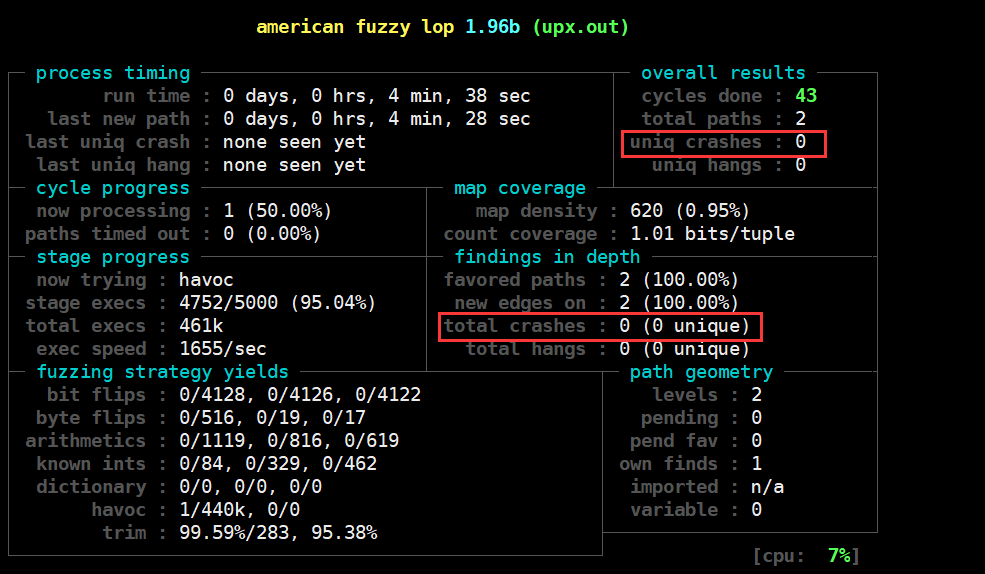 american fuzzy lop 1.96b (upx.out)
process timing
run time : 0 days, 0 hrs, 4 min, 38 sec
last new path : 0 days, 0 hrs, 4 min, 28 sec
last uniq crash : none seen yet
last uniq hang : none seen yet
overall results
cycles done : 43
total paths : 2
uniq crashes : 0
uniq hangs : 0
cycle progress
now processing : 1 (50.00%)
paths timed out : 0 (0.00%)
map coverage
map density : 620 (0.95%)
count coverage : 1.01 bits/tuple
stage progress
now trying : havoc
stage execs : 4752/5000 (95.04%)
total execs : 461k
exec speed : 1655/sec
findings in depth
favored paths : 2 (100.00%)
new edges on : 2 (100.00%)
total crashes : 0 (0 unique)
total hangs : 0 (0 unique)
fuzzing strategy yields
bit flips : 0/4128, 0/4126, 0/4122
byte flips : 0/516, 0/19, 0/17
arithmetics : 0/1119, 0/816, 0/619
known ints : 0/84, 0/329, 0/462
dictionary : 0/0, 0/0, 0/0
havoc : 1/440k, 0/0
trim : 99.59%/283, 95.38%
path geometry
levels : 2
pending : 0
pend fav : 0
own finds : 1
imported : n/a
variable : 0
[cpu: 7%]